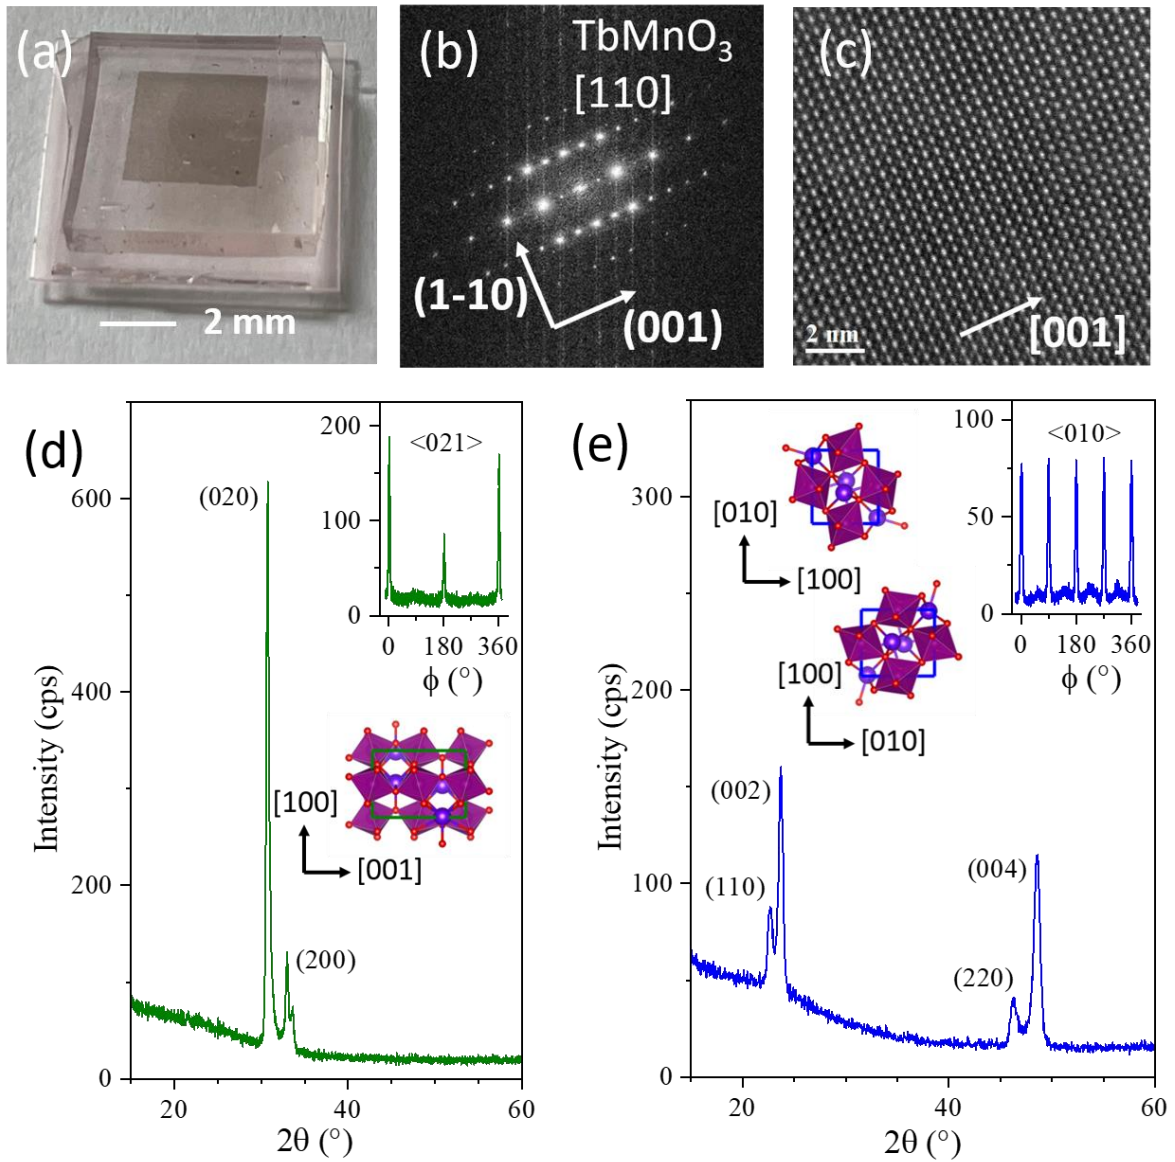 (a)
2 mm
(b)
TbMnO₃
[110]
(1-10)
(001)
(c)
2 nm
[001]
(d)
(020)
(200)
<021>
200
100
0
0 180 360
ϕ (°)
[100]
[001]
600
400
200
0
Intensity (cps)
20 40 60
2θ (°)
(e)
[010]
[100]
[100]
[010]
<010>
100
50
0
0 180 360
ϕ (°)
(002)
(110)
(004)
(220)
300
200
100
0
Intensity (cps)
20 40 60
2θ (°)